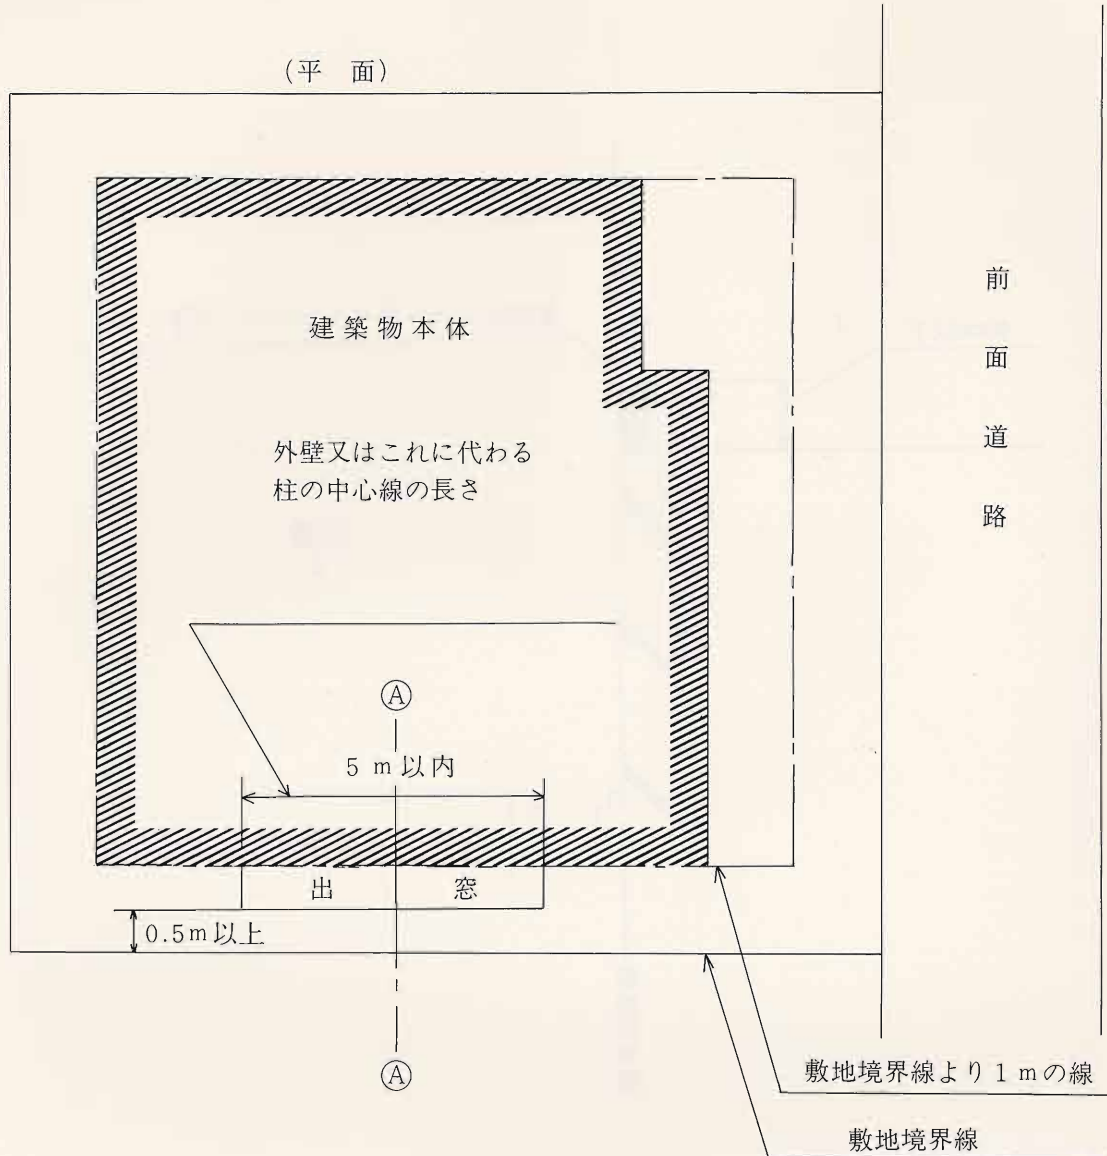 (平 面)
前面道路
建築物本体
外壁又はこれに代わる
柱の中心線の長さ
Ⓐ
5m以内
出 窓
0.5m以上
Ⓐ
敷地境界線より1mの線
敷地境界線